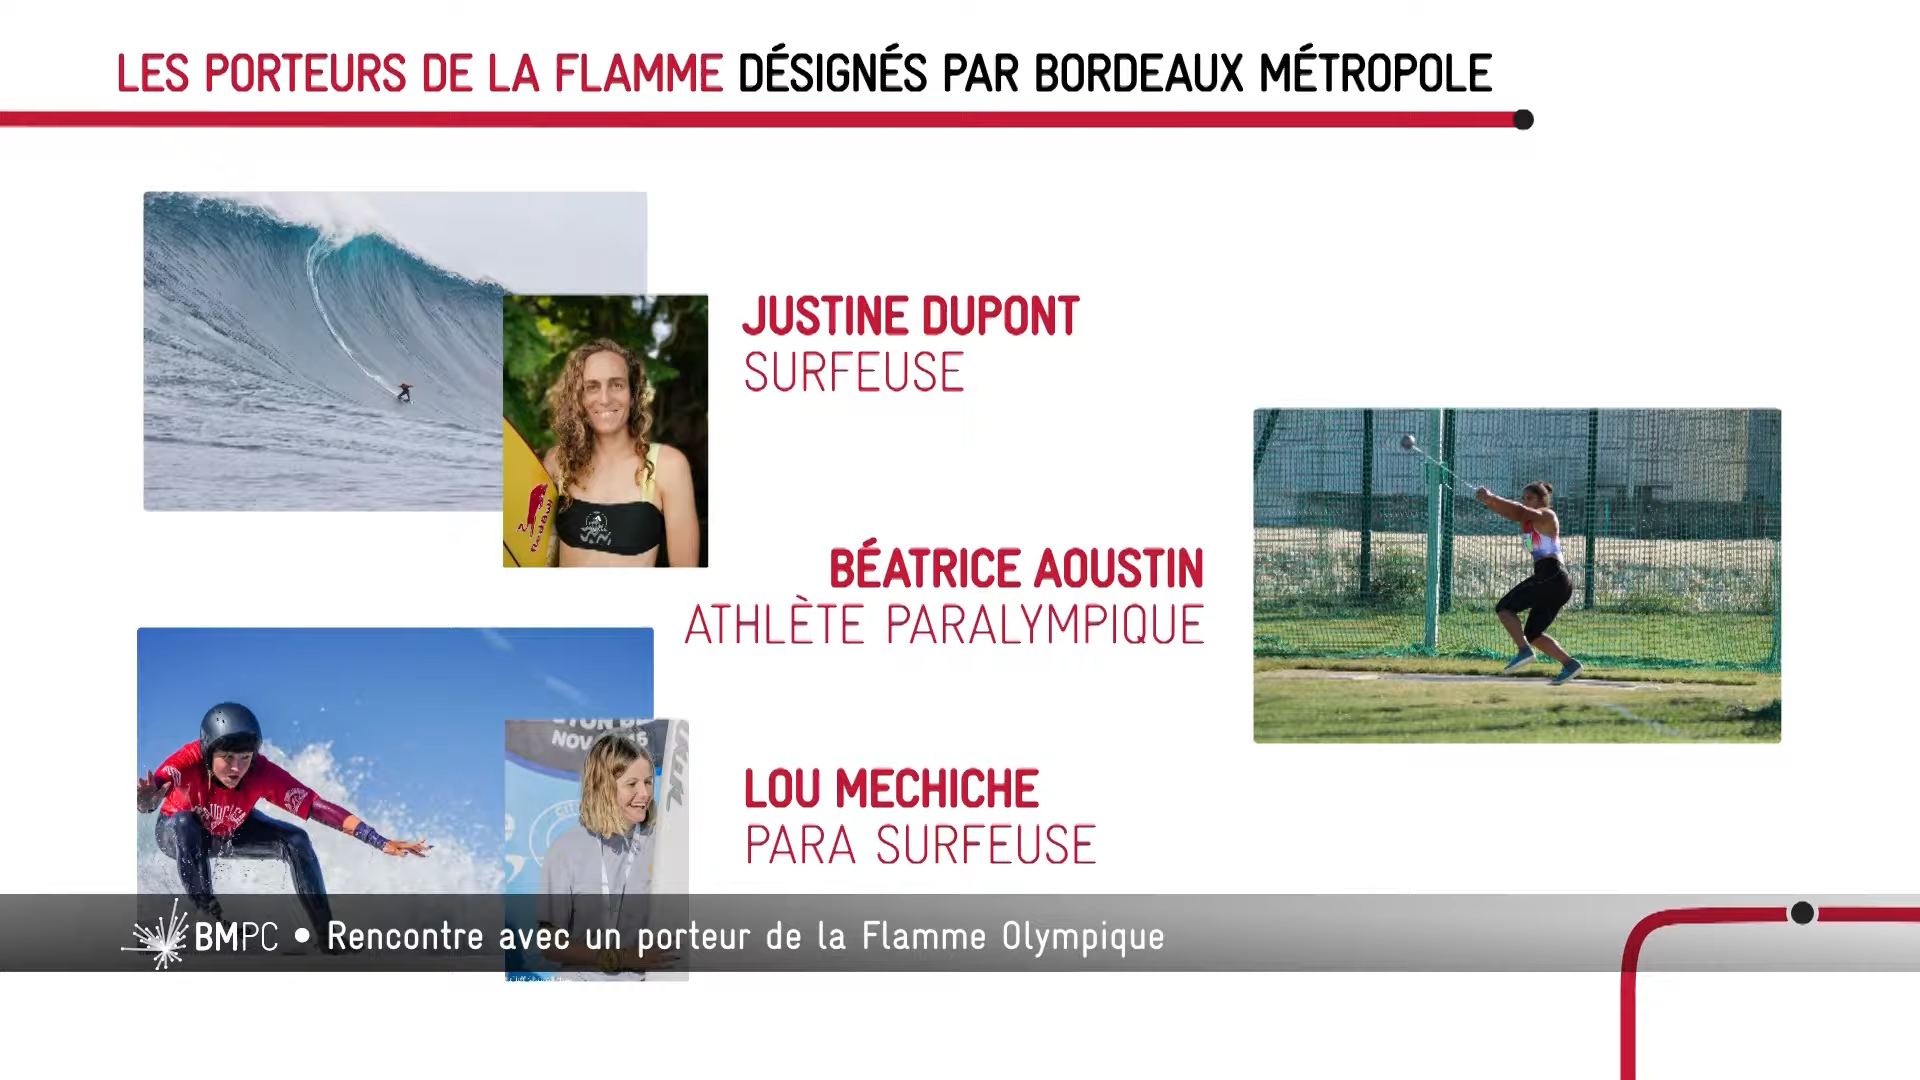 LES PORTEURS DE LA FLAMME DÉSIGNÉS PAR BORDEAUX MÉTROPOLE
JUSTINE DUPONT
SURFEUSE
RedBull
BÉATRICE AOUSTIN
ATHLÈTE PARALYMPIQUE
LOU MECHICHE
PARA SURFEUSE
BMPC • Rencontre avec un porteur de la Flamme Olympique